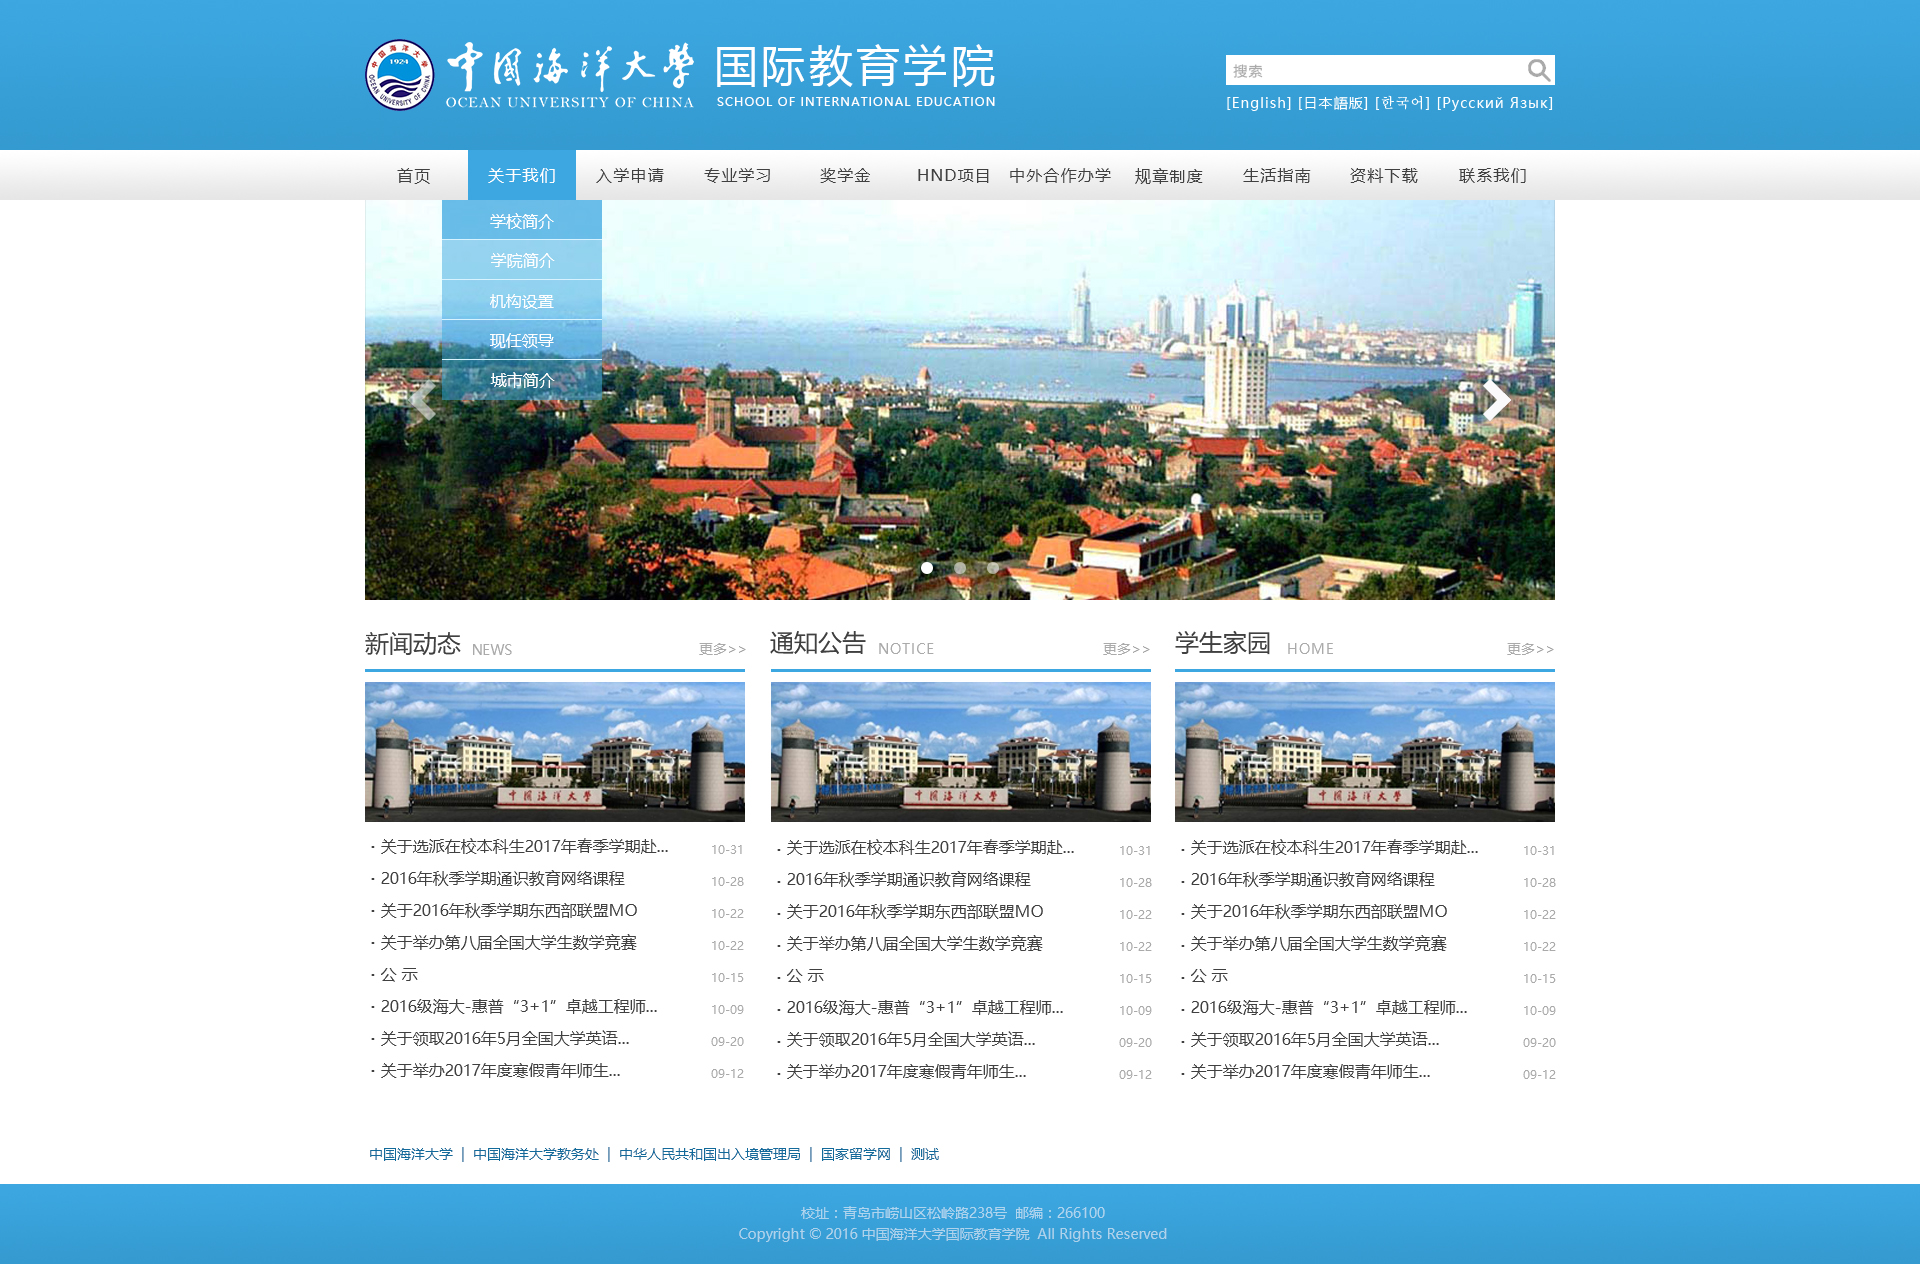 中国海洋大学 国际教育学院
OCEAN UNIVERSITY OF CHINA SCHOOL OF INTERNATIONAL EDUCATION
1924
搜索
[English] [日本語版] [한국어] [Русский Язык]
首页 关于我们 入学申请 专业学习 奖学金 HND项目 中外合作办学 规章制度 生活指南 资料下载 联系我们
学校简介
学院简介
机构设置
现任领导
城市简介
新闻动态 NEWS 更多>>
中国海洋大学
· 关于选派在校本科生2017年春季学期赴... 10-31
· 2016年秋季学期通识教育网络课程 10-28
· 关于2016年秋季学期东西部联盟MO 10-22
· 关于举办第八届全国大学生数学竞赛 10-22
· 公 示 10-15
· 2016级海大-惠普“3+1”卓越工程师... 10-09
· 关于领取2016年5月全国大学英语... 09-20
· 关于举办2017年度寒假青年师生... 09-12
通知公告 NOTICE 更多>>
中国海洋大学
· 关于选派在校本科生2017年春季学期赴... 10-31
· 2016年秋季学期通识教育网络课程 10-28
· 关于2016年秋季学期东西部联盟MO 10-22
· 关于举办第八届全国大学生数学竞赛 10-22
· 公 示 10-15
· 2016级海大-惠普“3+1”卓越工程师... 10-09
· 关于领取2016年5月全国大学英语... 09-20
· 关于举办2017年度寒假青年师生... 09-12
学生家园 HOME 更多>>
中国海洋大学
· 关于选派在校本科生2017年春季学期赴... 10-31
· 2016年秋季学期通识教育网络课程 10-28
· 关于2016年秋季学期东西部联盟MO 10-22
· 关于举办第八届全国大学生数学竞赛 10-22
· 公 示 10-15
· 2016级海大-惠普“3+1”卓越工程师... 10-09
· 关于领取2016年5月全国大学英语... 09-20
· 关于举办2017年度寒假青年师生... 09-12
中国海洋大学 | 中国海洋大学教务处 | 中华人民共和国出入境管理局 | 国家留学网 | 测试
校址：青岛市崂山区松岭路238号 邮编：266100
Copyright © 2016 中国海洋大学国际教育学院 All Rights Reserved